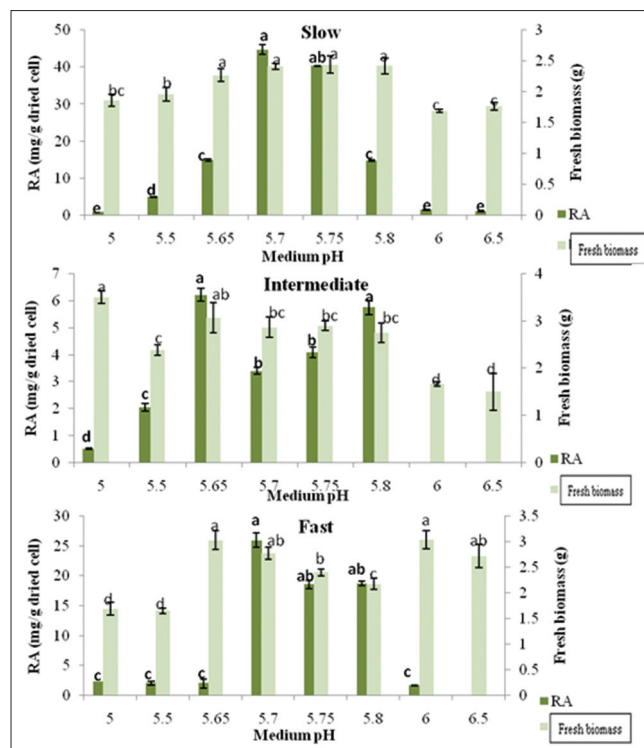 Slow
RA (mg/g dried cell)
Fresh biomass (g)
50
40
30
20
10
0
3
2.5
2
1.5
1
0.5
0
e bc d b c a a a ab a c a e c e c
5 5.5 5.65 5.7 5.75 5.8 6 6.5
Medium pH
RA
Fresh biomass
Intermediate
RA (mg/g dried cell)
Fresh biomass (g)
7
6
5
4
3
2
1
0
4
3
2
1
0
d a c c a ab b bc b bc a bc d d
5 5.5 5.65 5.7 5.75 5.8 6 6.5
Medium pH
RA
Fresh biomass
Fast
RA (mg/g dried cell)
Fresh biomass (g)
30
25
20
15
10
5
0
3.5
3
2.5
2
1.5
1
0.5
0
c d c d c a a ab ab b ab c c a ab
5 5.5 5.65 5.7 5.75 5.8 6 6.5
Medium pH
RA
Fresh biomass